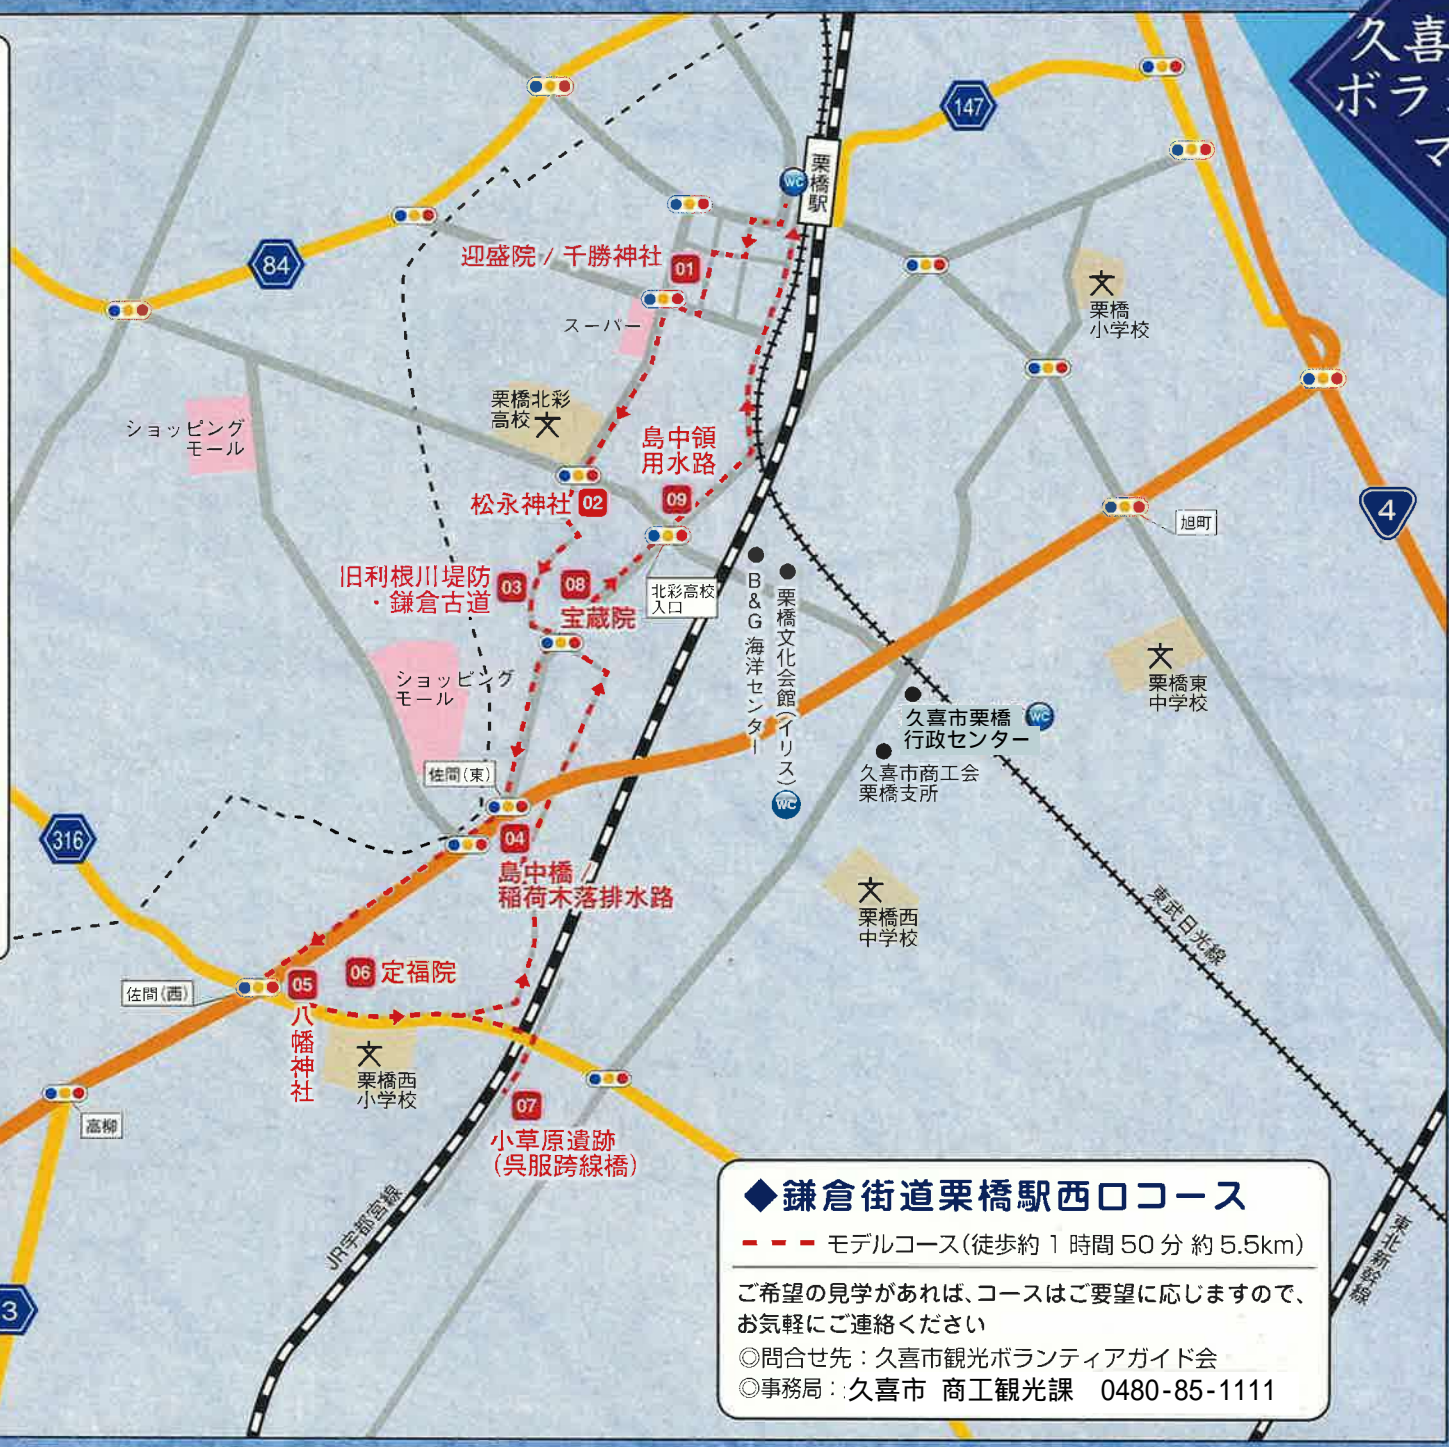 久喜
ボラ
マ
147
WC
栗橋駅
84
迎盛院 / 千勝神社
01
スーパー
栗橋
小学校
栗橋北彩
高校
ショッピング
モール
島中領
用水路
09
松永神社
02
4
旭町
旧利根川堤防
・鎌倉古道
03
08
宝蔵院
北彩高校
入口
B&G 海洋センター
栗橋文化会館(イリス)
WC
ショッピング
モール
栗橋東
中学校
久喜市栗橋
行政センター
WC
久喜市商工会
栗橋支所
佐間(東)
316
04
島中橋
稲荷木落排水路
栗橋西
中学校
東武日光線
佐間(西)
05
八幡神社
06
定福院
栗橋西
小学校
07
小草原遺跡
(呉服跨線橋)
高柳
JR宇都宮線
3
東北新幹線
◆鎌倉街道栗橋駅西口コース
モデルコース(徒歩約 1 時間 50 分 約 5.5km)
ご希望の見学があれば、コースはご要望に応じますので、
お気軽にご連絡ください
◎問合せ先：久喜市観光ボランティアガイド会
◎事務局：:久喜市 商工観光課 0480-85-1111